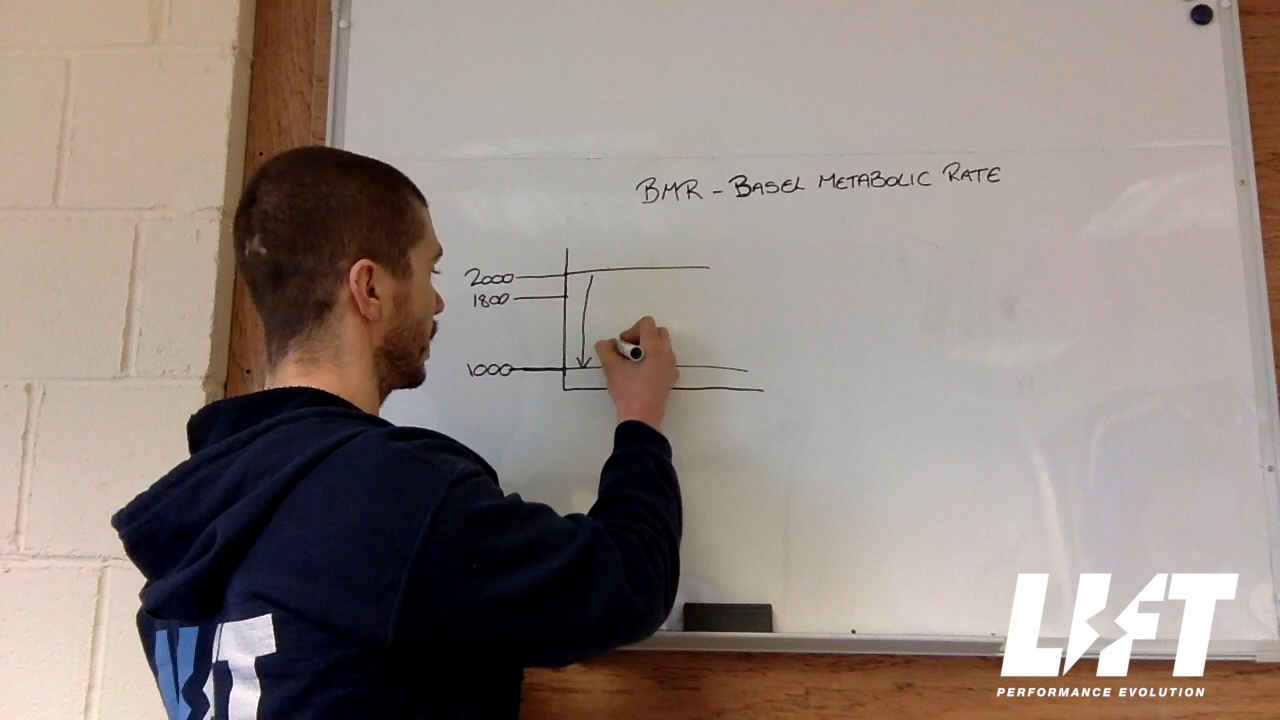 BMR - BASEL METABOLIC RATE
2000
1800
1000
LIFT
PERFORMANCE EVOLUTION